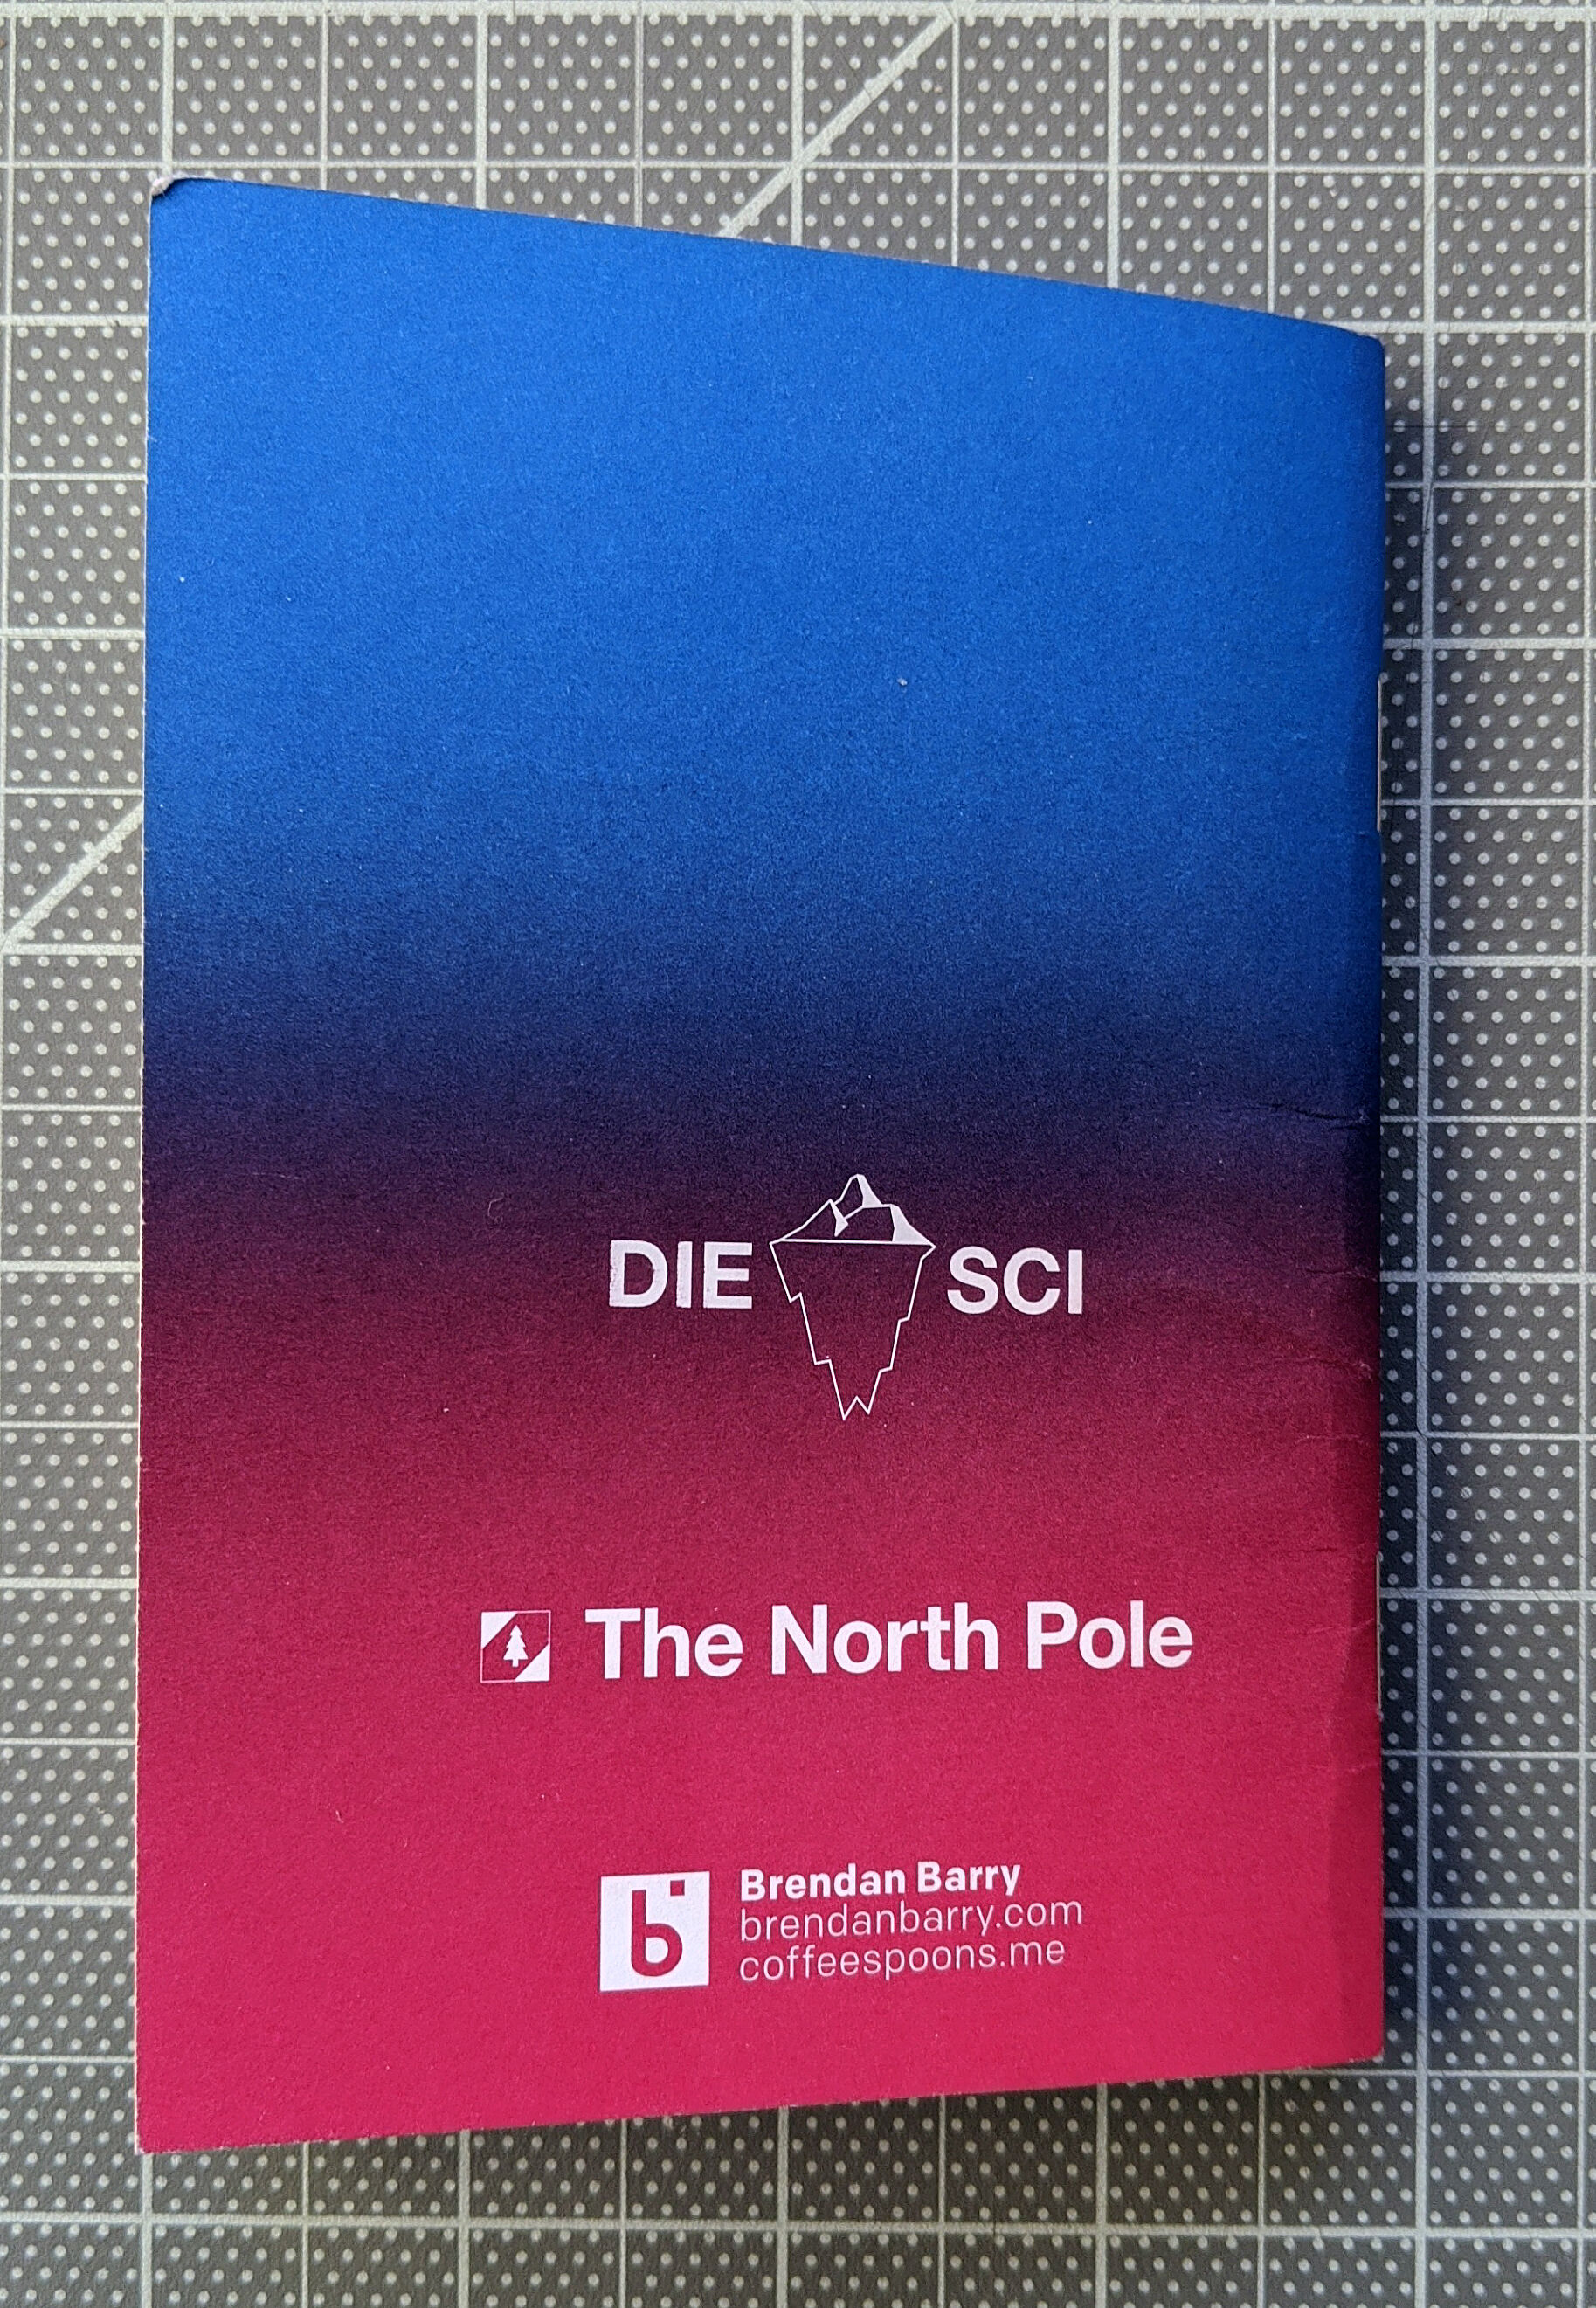 DIE SCI
The North Pole
b
Brendan Barry
brendanbarry.com
coffeespoons.me